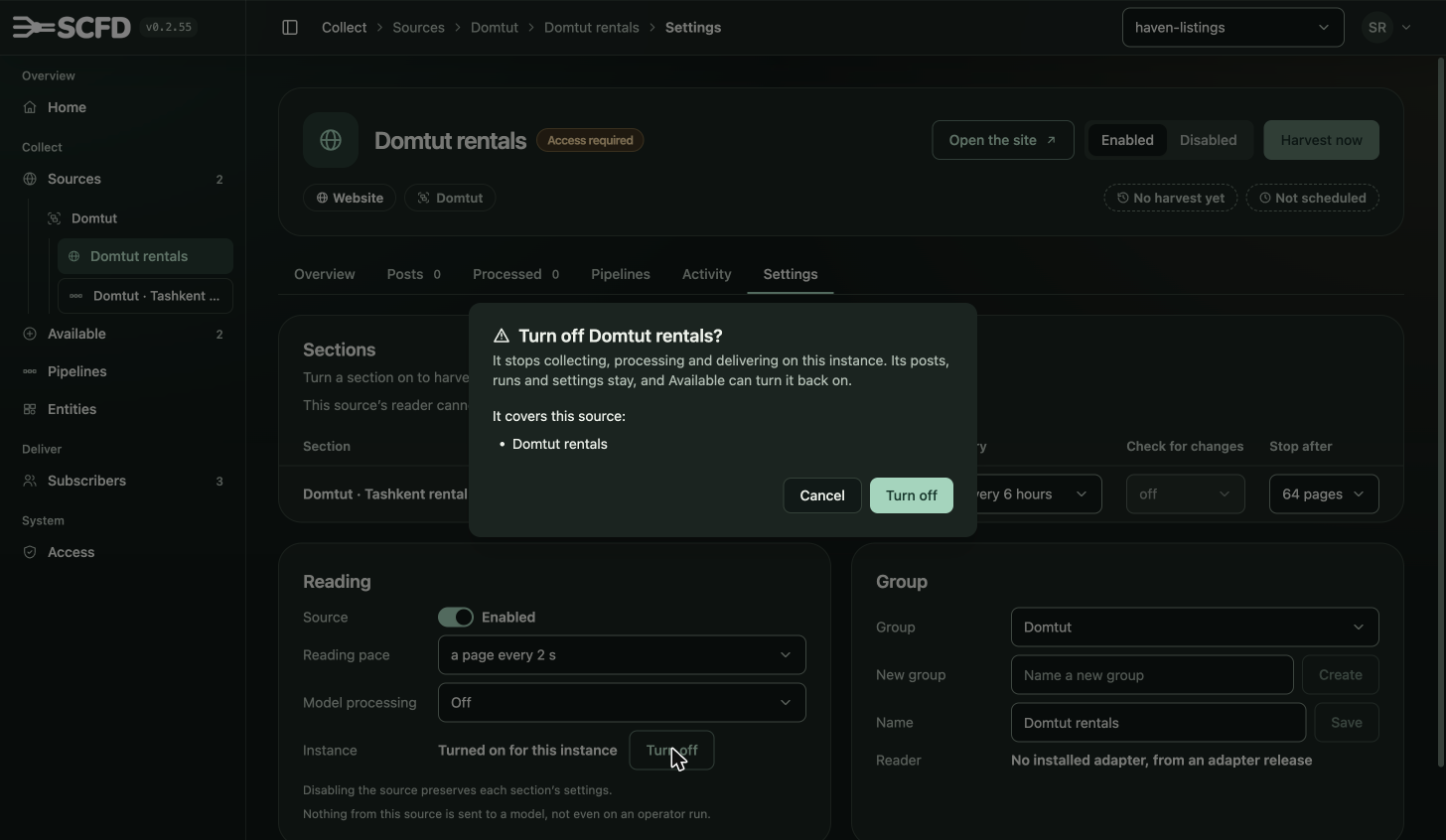 SCFD v0.2.55
Collect > Sources > Domtut > Domtut rentals > Settings
haven-listings
SR
Overview
Home
Collect
Sources 2
Domtut
Domtut rentals
Domtut · Tashkent ...
Available 2
Pipelines
Entities
Deliver
Subscribers 3
System
Access
Domtut rentals
Access required
Open the site ↗
Enabled
Disabled
Harvest now
Website
Domtut
No harvest yet
Not scheduled
Overview
Posts 0
Processed 0
Pipelines
Activity
Settings
Sections
Turn a section on to harve
This source's reader cann
Section
Check for changes
Stop after
Domtut · Tashkent rental
very 6 hours
off
64 pages
Turn off Domtut rentals?
It stops collecting, processing and delivering on this instance. Its posts,
runs and settings stay, and Available can turn it back on.
It covers this source:
• Domtut rentals
Cancel
Turn off
Reading
Source
Enabled
Reading pace
a page every 2 s
Model processing
Off
Instance
Turned on for this instance
Turn off
Disabling the source preserves each section's settings.
Nothing from this source is sent to a model, not even on an operator run.
Group
Group
Domtut
New group
Name a new group
Create
Name
Domtut rentals
Save
Reader
No installed adapter, from an adapter release